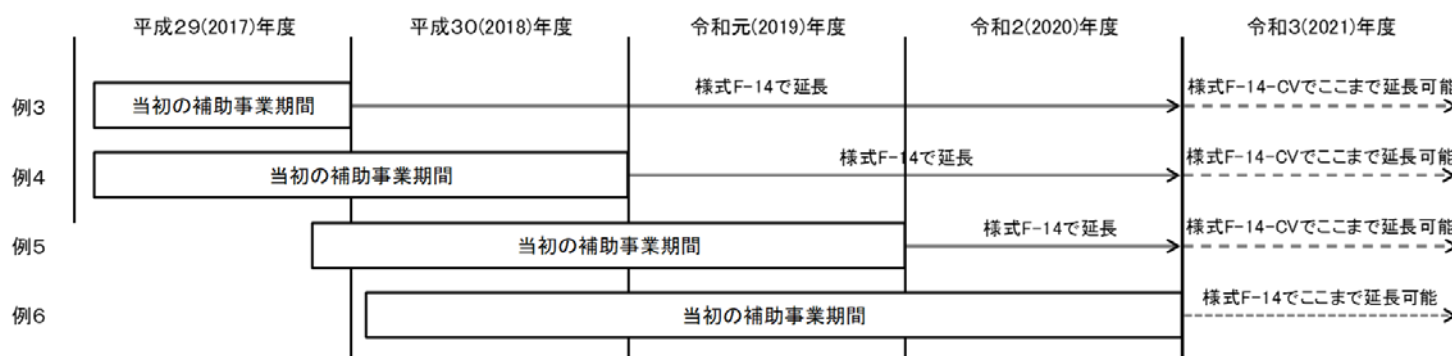 平成29(2017)年度 平成30(2018)年度 令和元(2019)年度 令和2(2020)年度 令和3(2021)年度
例3 当初の補助事業期間 様式F-14で延長 様式F-14-CVでここまで延長可能
例4 当初の補助事業期間 様式F-14で延長 様式F-14-CVでここまで延長可能
例5 当初の補助事業期間 様式F-14で延長 様式F-14-CVでここまで延長可能
例6 当初の補助事業期間 様式F-14でここまで延長可能